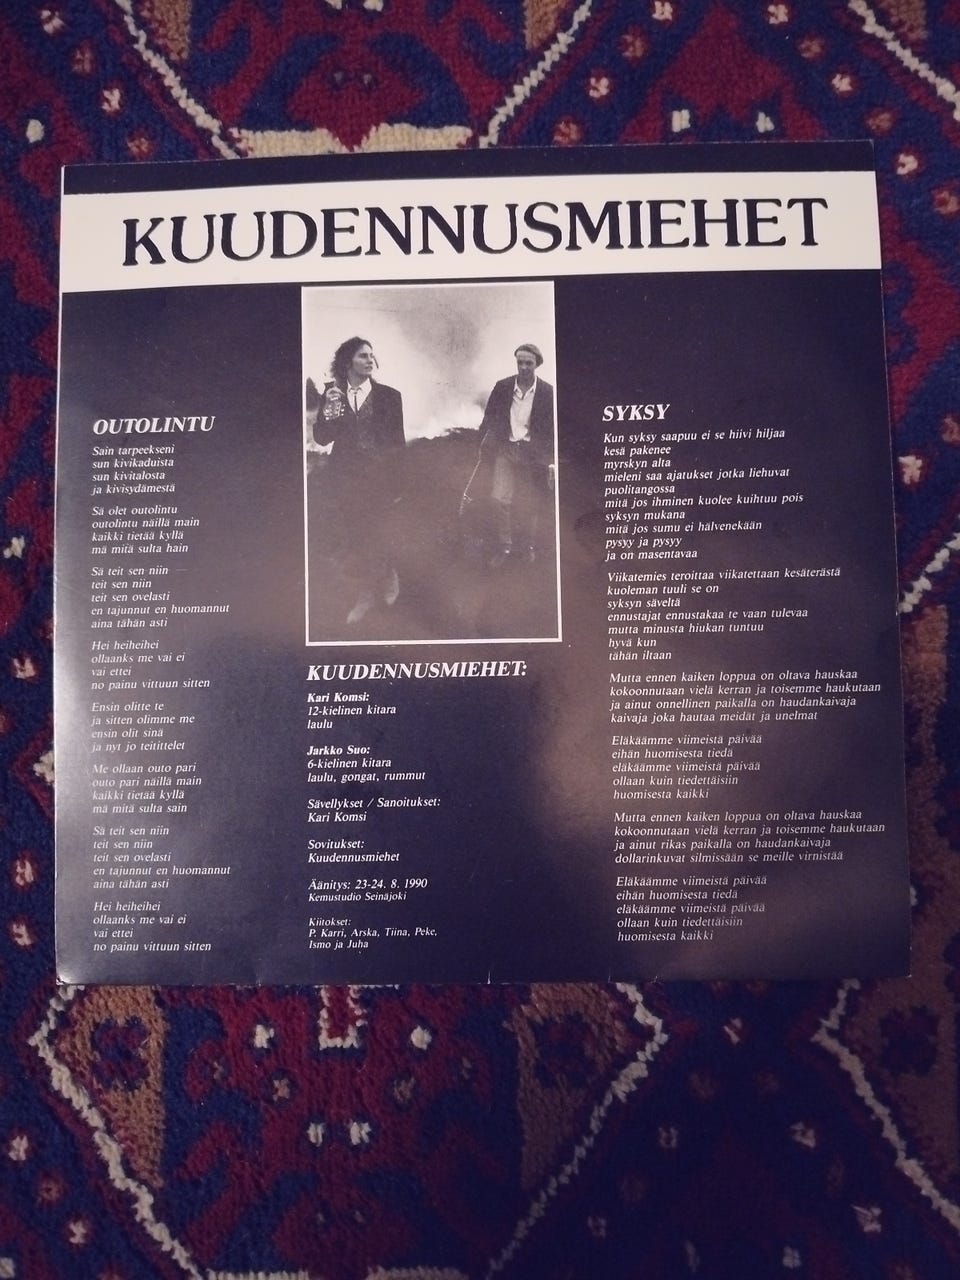 KUUDENNUSMIEHET
OUTOLINTU
Sain tarpeekseni
sun kivikaduista
sun kivitalosta
ja kivisydämestä
Sä olet outolintu
outolintu näillä main
kaikki tietää kyllä
mä mitä sulta hain
Sä teit sen niin
teit sen niin
teit sen ovelasti
en tajunnut en huomannut
aina tähän asti
Hei heiheihei
ollaanks me vai ei
vai ettei
no painu vittuun sitten
Ensin olitte te
ja sitten olimme me
ensin olit sinä
ja nyt jo teitittelet
Me ollaan outo pari
outo pari näillä main
kaikki tietää kyllä
mä mitä sulta sain
Sä teit sen niin
teit sen niin
teit sen ovelasti
en tajunnut en huomannut
aina tähän asti
Hei heiheihei
ollaanks me vai ei
vai ettei
no painu vittuun sitten
KUUDENNUSMIEHET:
Kari Komsi:
12-kielinen kitara
laulu
Jarkko Suo:
6-kielinen kitara
laulu, gongat, rummut
Sävellykset / Sanoitukset:
Kari Komsi
Sovitukset:
Kuudennusmiehet
Äänitys: 23-24. 8. 1990
Kemustudio Seinäjoki
Kiitokset:
P. Karri, Arska, Tiina, Peke,
Ismo ja Juha
SYKSY
Kun syksy saapuu ei se hiivi hiljaa
kesä pakenee
myrskyn alta
mieleni saa ajatukset jotka liehuvat
puolitangossa
mitä jos ihminen kuolee kuihtuu pois
syksyn mukana
mitä jos sumu ei hälvenekään
pysyy ja pysyy
ja on masentavaa
Viikatemies teroittaa viikatettaan kesäterästä
kuoleman tuuli se on
syksyn säveltä
ennustajat ennustakaa te vaan tulevaa
mutta minusta hiukan tuntuu
hyvä kun
tähän iltaan
Mutta ennen kaiken loppua on oltava hauskaa
kokoonnutaan vielä kerran ja toisemme haukutaan
ja ainut onnellinen paikalla on haudankaivaja
kaivaja joka hautaa meidät ja unelmat
Eläkäämme viimeistä päivää
eihän huomisesta tiedä
eläkäämme viimeistä päivää
ollaan kuin tiedettäisiin
huomisesta kaikki
Mutta ennen kaiken loppua on oltava hauskaa
kokoonnutaan vielä kerran ja toisemme haukutaan
ja ainut rikas paikalla on haudankaivaja
dollarinkuvat silmissään se meille virnistää
Eläkäämme viimeistä päivää
eihän huomisesta tiedä
eläkäämme viimeistä päivää
ollaan kuin tiedettäisiin
huomisesta kaikki